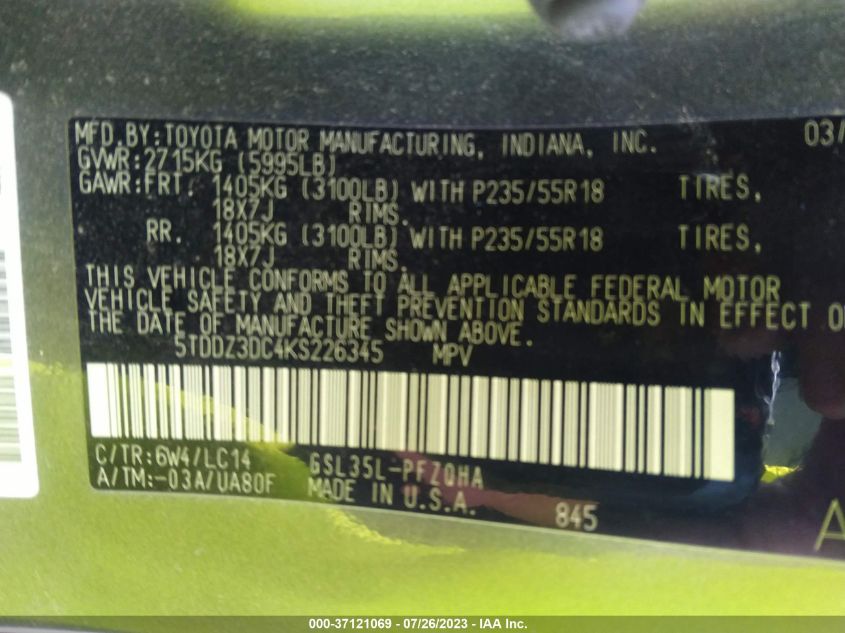 MFD.BY:TOYOTA MOTOR MANUFACTURING, INDIANA, INC. 03/
GVWR:2715KG (5995LB)
GAWR:FRT. 1405KG (3100LB) WITH P235/55R18 TIRES,
18X7J RIMS.
RR. 1405KG (3100LB) WITH P235/55R18 TIRES,
18X7J RIMS.
THIS VEHICLE CONFORMS TO ALL APPLICABLE FEDERAL MOTOR
VEHICLE SAFETY AND THEFT PREVENTION STANDARDS IN EFFECT O
THE DATE OF MANUFACTURE SHOWN ABOVE.
5TDDZ3DC4KS226345 MPV
C/TR:6W4/LC14 GSL35L-PFZQHA
A/TM:-03A/UA80F MADE IN U.S.A. 845
A
000-37121069 - 07/26/2023 - IAA Inc.